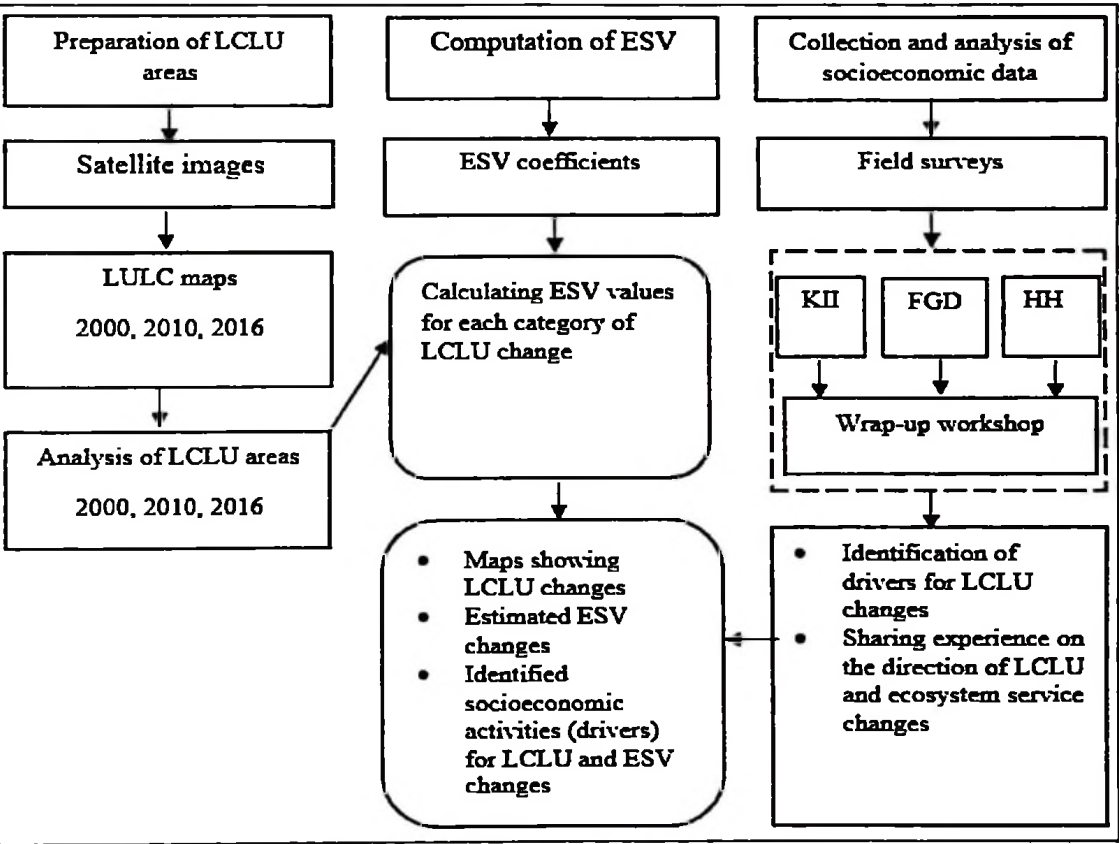 Preparation of LCLU
areas
Satellite images
LULC maps
2000, 2010, 2016
Analysis of LCLU areas
2000, 2010, 2016
Computation of ESV
ESV coefficients
Calculating ESV values
for each category of
LCLU change
• Maps showing
LCLU changes
• Estimated ESV
changes
• Identified
socioeconomic
activities (drivers)
for LCLU and ESV
changes
Collection and analysis of
socioeconomic data
Field surveys
KII
FGD
HH
Wrap-up workshop
• Identification of
drivers for LCLU
changes
• Sharing experience on
the direction of LCLU
and ecosystem service
changes